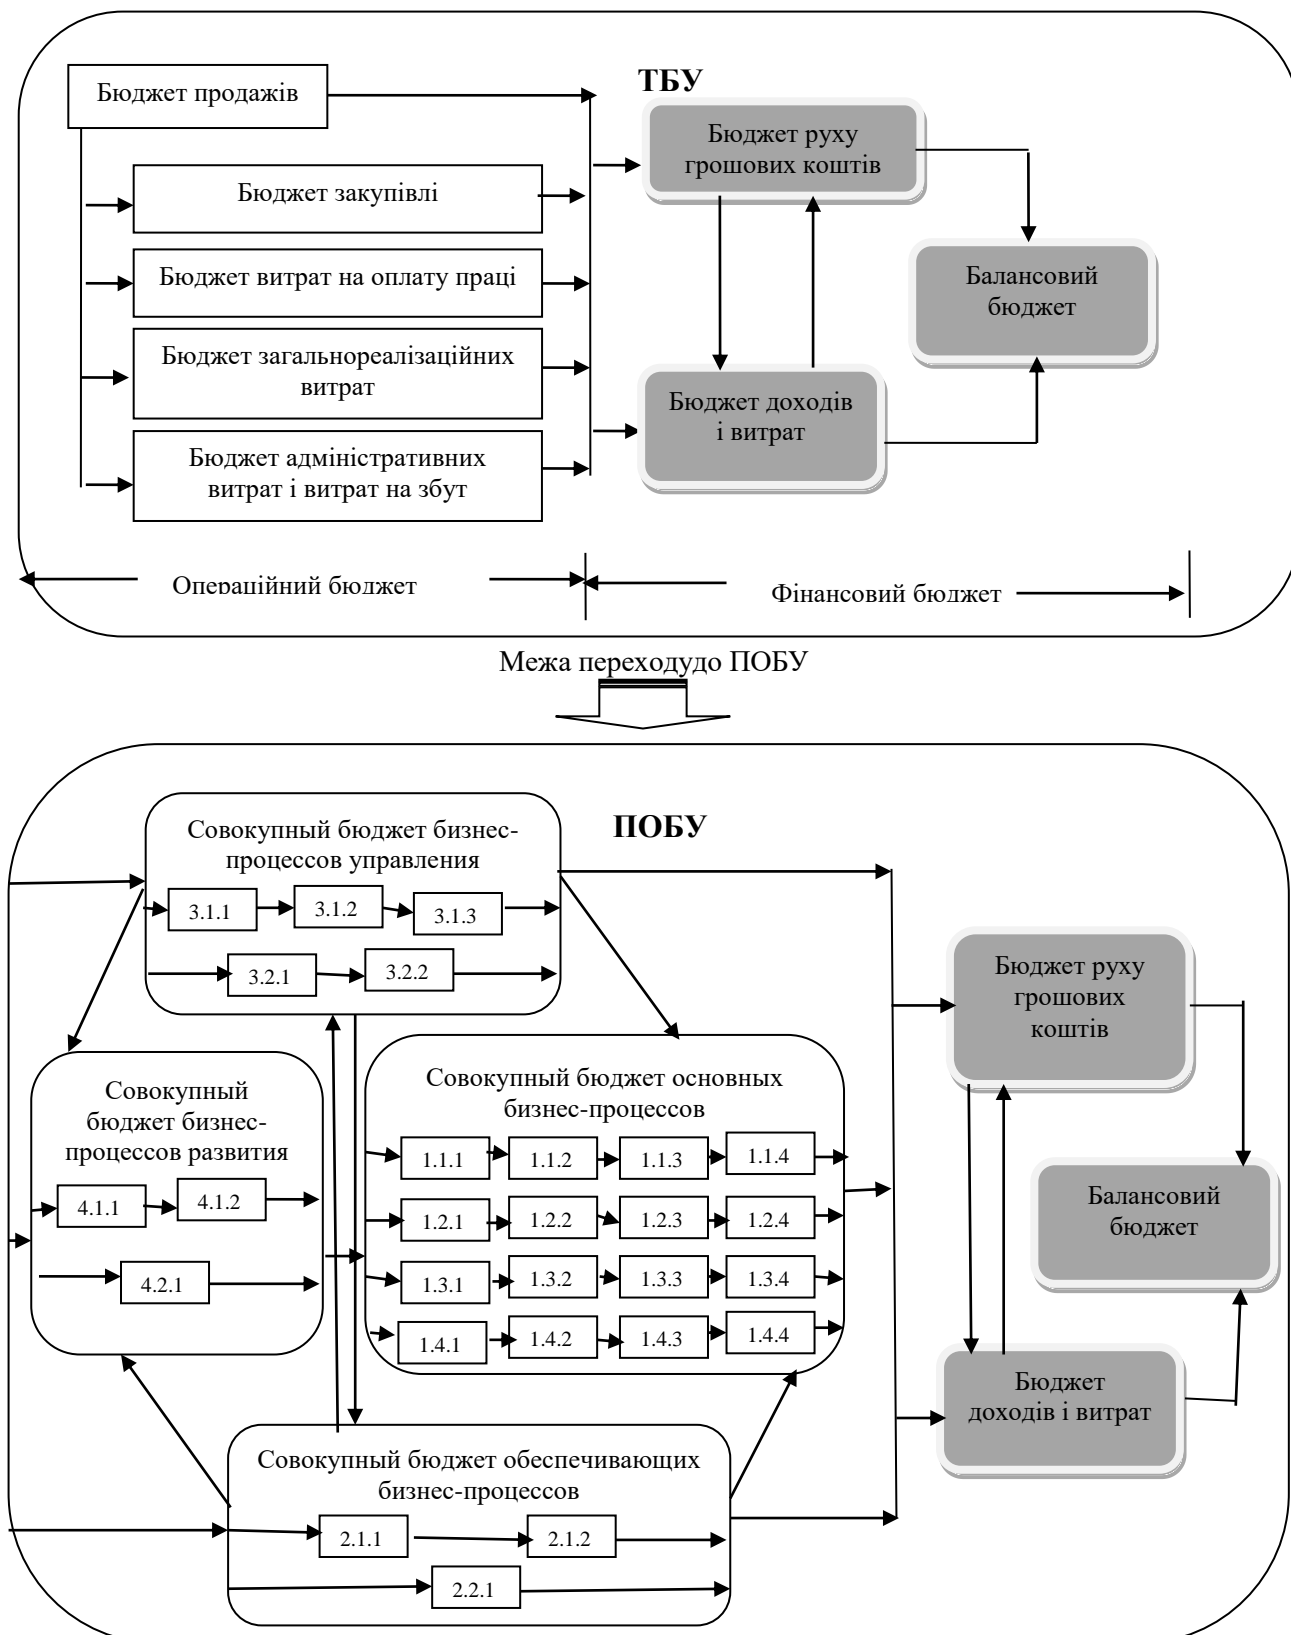 ТБУ
Бюджет продажів
Бюджет закупівлі
Бюджет витрат на оплату праці
Бюджет загальнореалізаційних
витрат
Бюджет адміністративних
витрат і витрат на збут
Бюджет руху
грошових коштів
Бюджет доходів
і витрат
Балансовий
бюджет
Операційний бюджет
Фінансовий бюджет
Межа переходудо ПОБУ
ПОБУ
Совокупный бюджет бизнес-
процессов управления
3.1.1
3.1.2
3.1.3
3.2.1
3.2.2
Совокупный
бюджет бизнес-
процессов развития
4.1.1
4.1.2
4.2.1
Совокупный бюджет основных
бизнес-процессов
1.1.1
1.1.2
1.1.3
1.1.4
1.2.1
1.2.2
1.2.3
1.2.4
1.3.1
1.3.2
1.3.3
1.3.4
1.4.1
1.4.2
1.4.3
1.4.4
Совокупный бюджет обеспечивающих
бизнес-процессов
2.1.1
2.1.2
2.2.1
Бюджет руху
грошових
коштів
Балансовий
бюджет
Бюджет
доходів і витрат